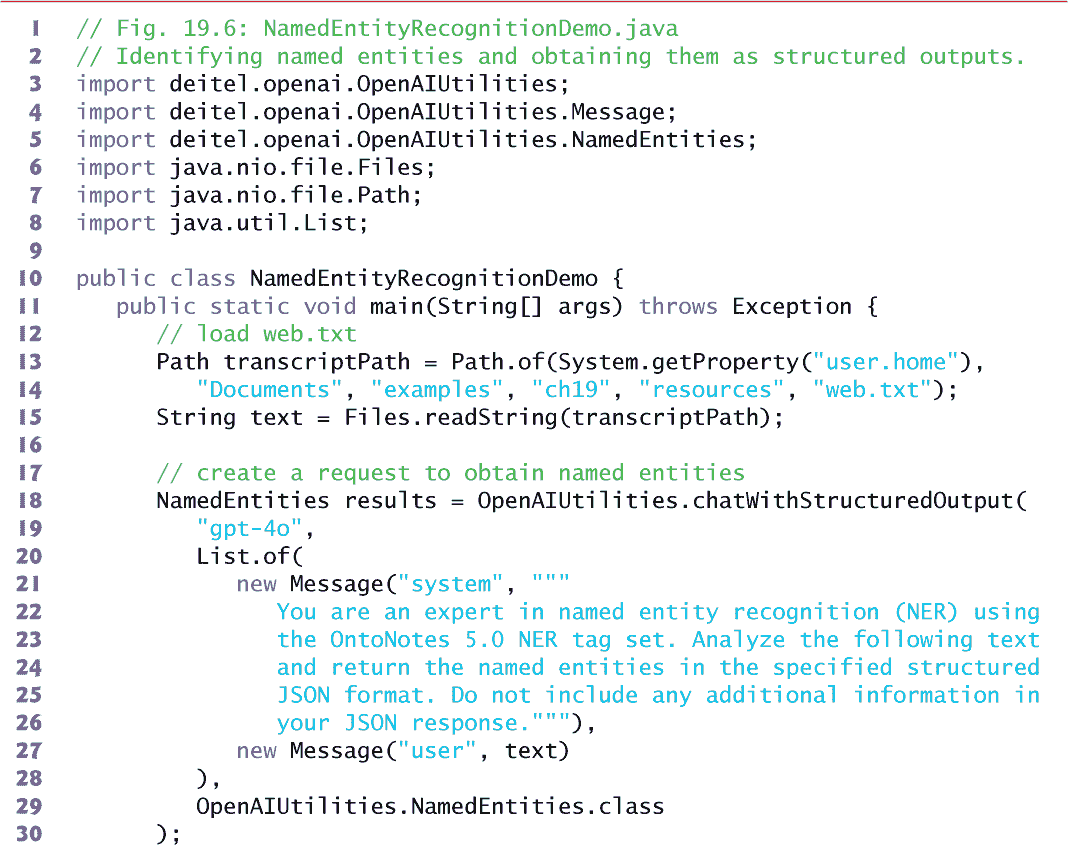 1 // Fig. 19.6: NamedEntityRecognitionDemo.java
2 // Identifying named entities and obtaining them as structured outputs.
3 import deitel.openai.OpenAIUtilities;
4 import deitel.openai.OpenAIUtilities.Message;
5 import deitel.openai.OpenAIUtilities.NamedEntities;
6 import java.nio.file.Files;
7 import java.nio.file.Path;
8 import java.util.List;
9
10 public class NamedEntityRecognitionDemo {
11    public static void main(String[] args) throws Exception {
12       // load web.txt
13       Path transcriptPath = Path.of(System.getProperty("user.home"),
14          "Documents", "examples", "ch19", "resources", "web.txt");
15       String text = Files.readString(transcriptPath);
16
17       // create a request to obtain named entities
18       NamedEntities results = OpenAIUtilities.chatWithStructuredOutput(
19          "gpt-4o",
20          List.of(
21             new Message("system", """
22                You are an expert in named entity recognition (NER) using
23                the OntoNotes 5.0 NER tag set. Analyze the following text
24                and return the named entities in the specified structured
25                JSON format. Do not include any additional information in
26                your JSON response."""),
27             new Message("user", text)
28          ),
29          OpenAIUtilities.NamedEntities.class
30       );